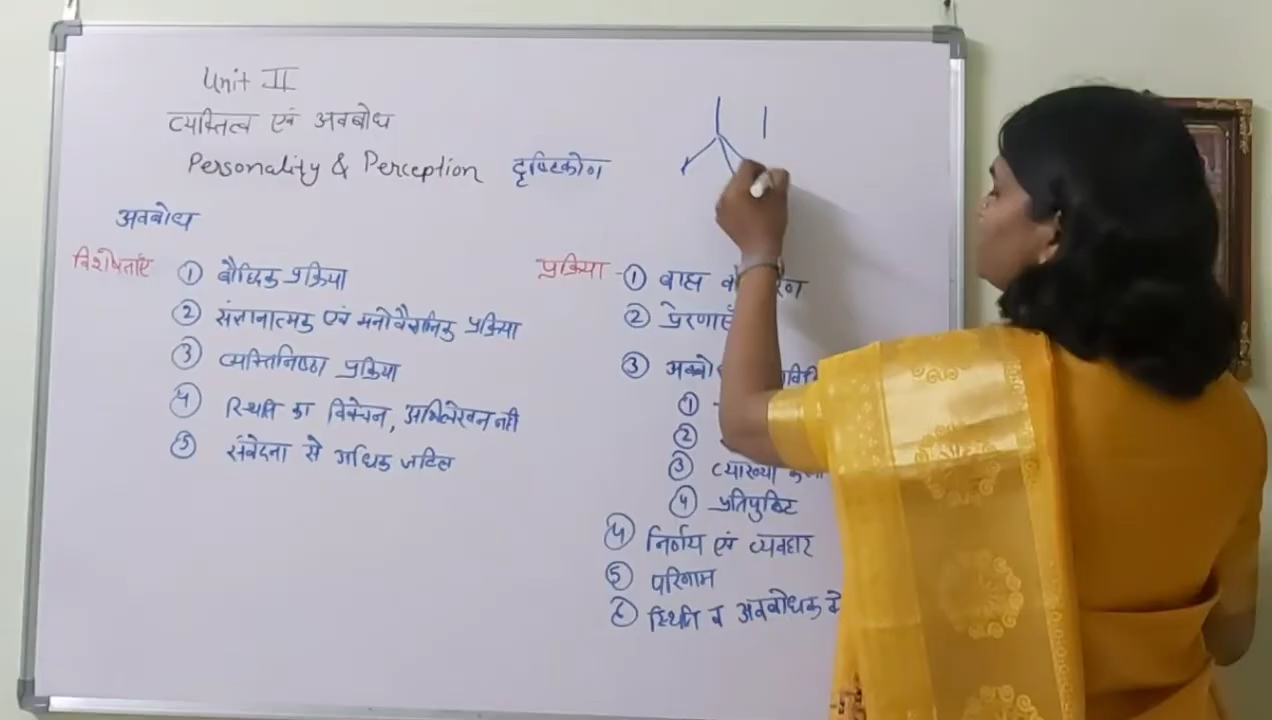 Unit II
व्यक्तित्व एवं अवबोध
Personality & Perception दृष्टिकोण
अवबोध
विशेषताएँ
① बौद्धिक प्रक्रिया
② संज्ञानात्मक एवं मनोवैज्ञानिक प्रक्रिया
③ व्यक्तिनिष्ठ प्रक्रिया
④ स्थिति का विवेचन, अभिलेखन नहीं
⑤ संवेदना से अधिक जटिल
प्रक्रिया - ① बाह्य
②
③
①
②
③ व्याख्या
④ प्रतिपुष्टि
④ निर्णय एवं व्यवहार
⑤ परिणाम
⑥ स्थिति व अवबोधक के